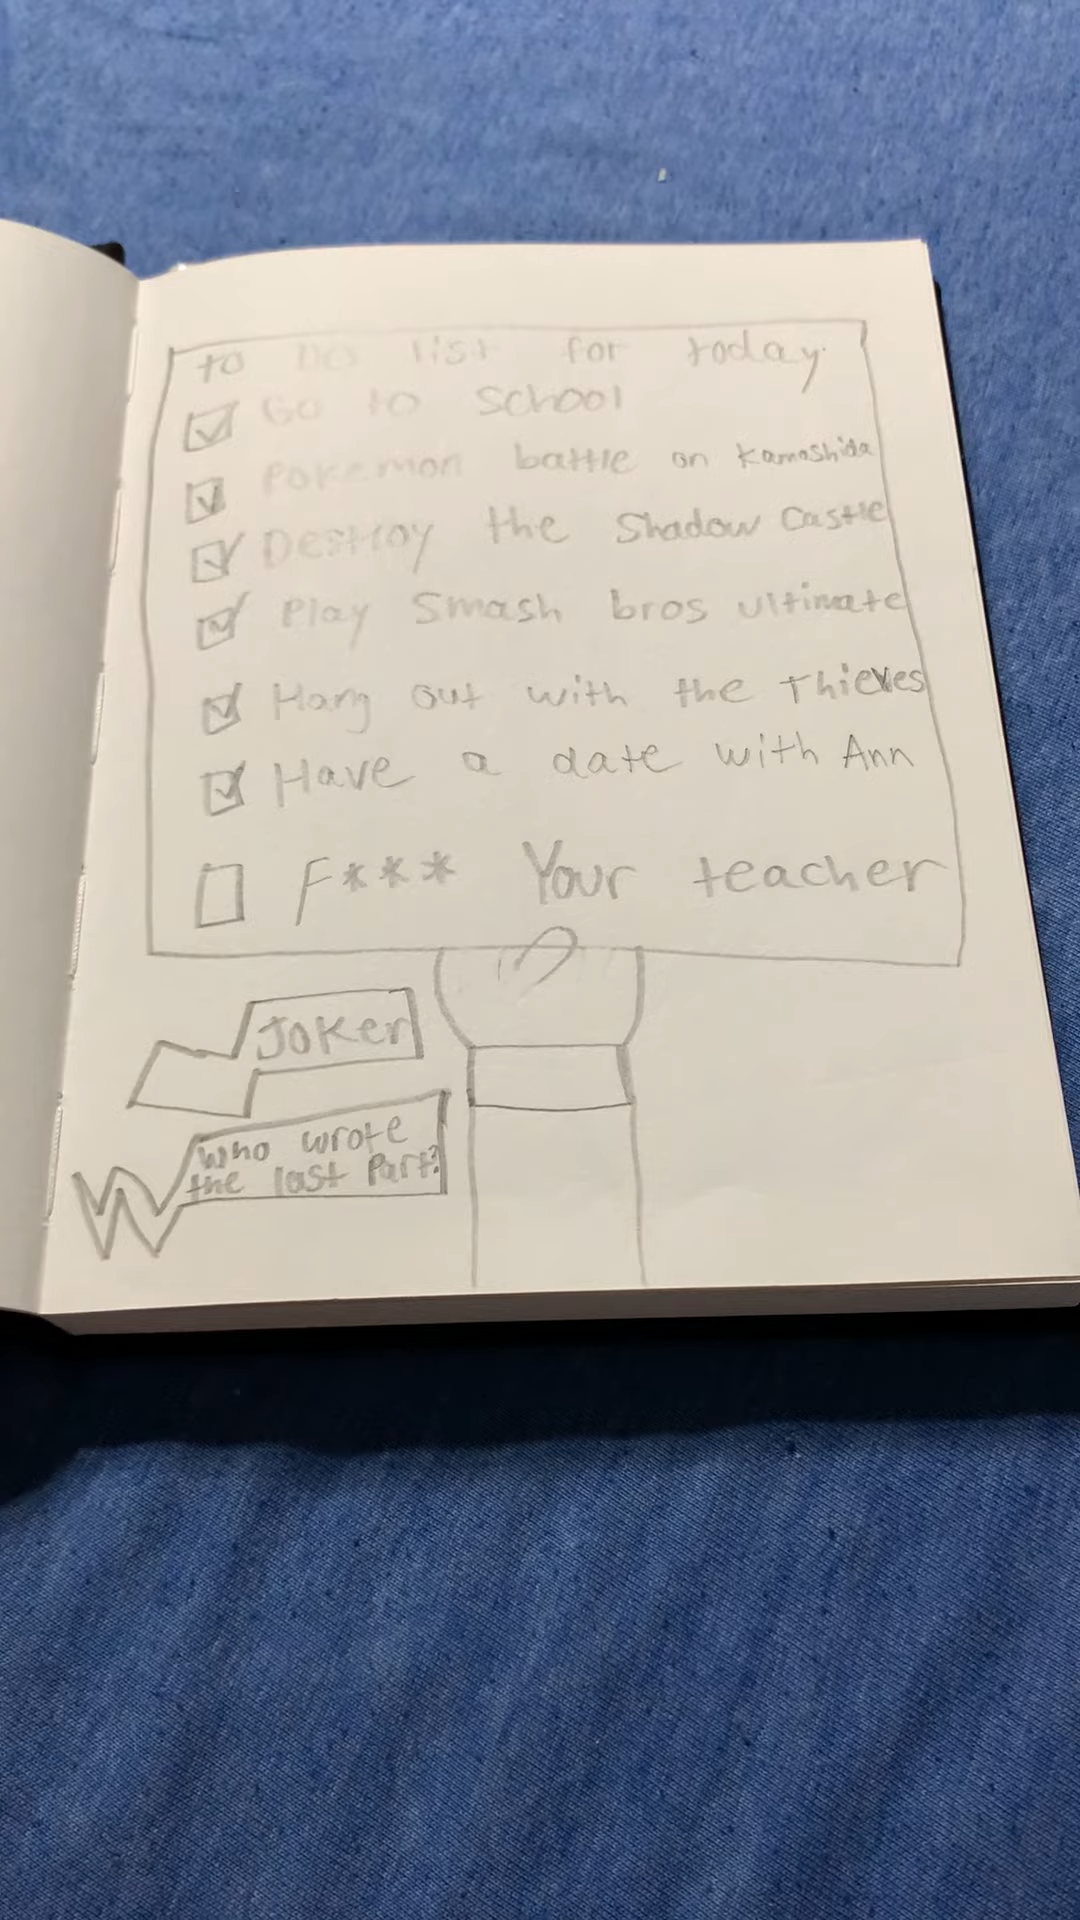 to Do list for today.
Go to school
Pokemon battle on Kamoshida
Destroy the Shadow Castle
Play Smash bros ultimate
Hang out with the Thieves
Have a date with Ann
F*** Your teacher
JOKER
Who wrote
the last Part?